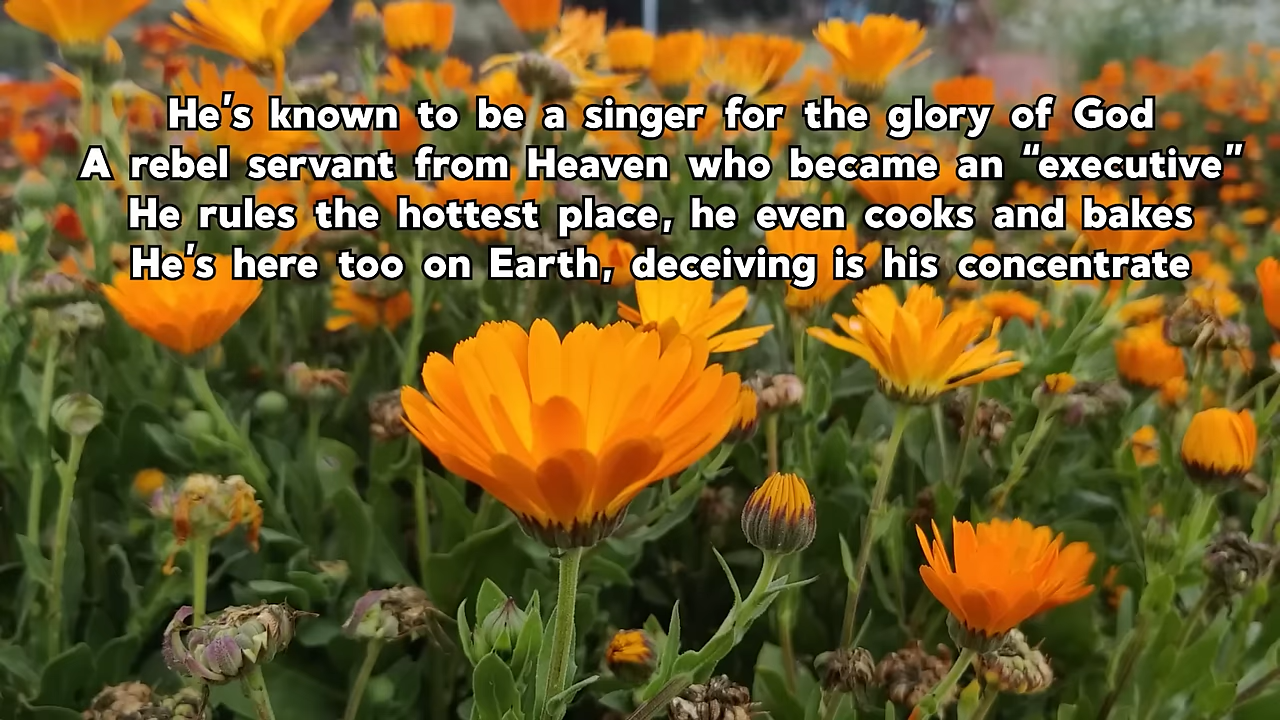 He's known to be a singer for the glory of God
A rebel servant from Heaven who became an “executive”
He rules the hottest place, he even cooks and bakes
He's here too on Earth, deceiving is his concentrate